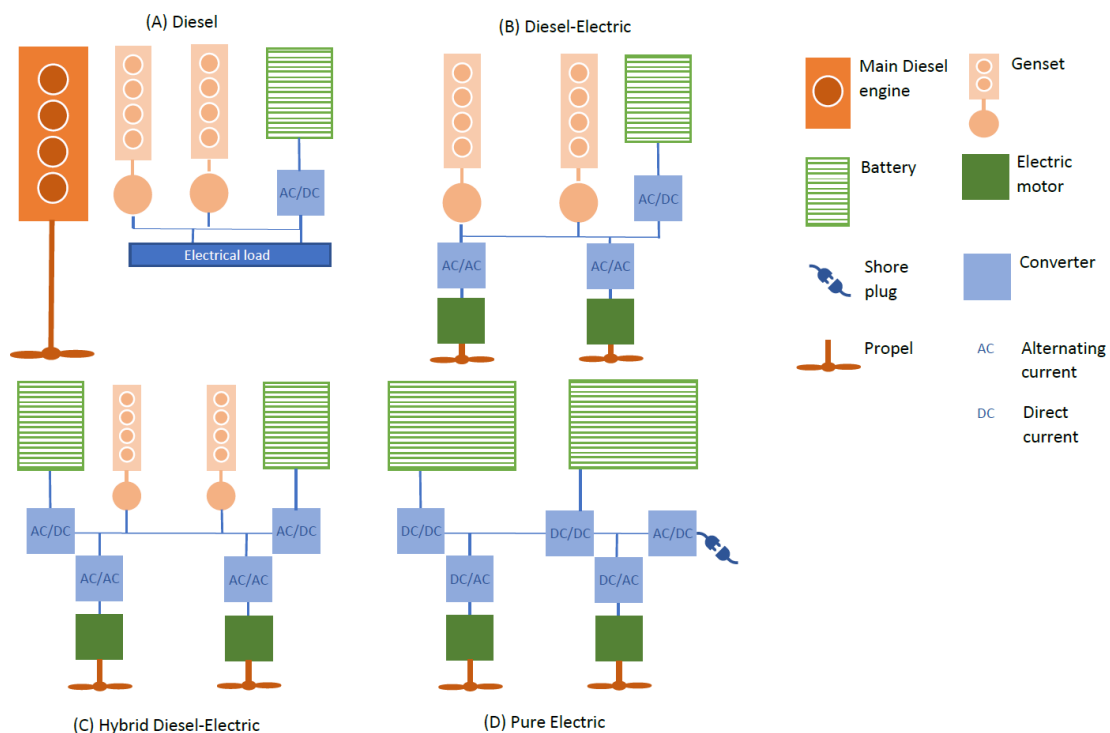 (A) Diesel
AC/DC
Electrical load
(B) Diesel-Electric
AC/DC
AC/AC
AC/AC
Main Diesel
engine
Genset
Battery
Electric
motor
Shore
plug
Converter
Propel
AC
Alternating
current
DC
Direct
current
AC/DC
AC/DC
AC/AC
AC/AC
(C) Hybrid Diesel-Electric
DC/DC
DC/DC
AC/DC
DC/AC
DC/AC
(D) Pure Electric